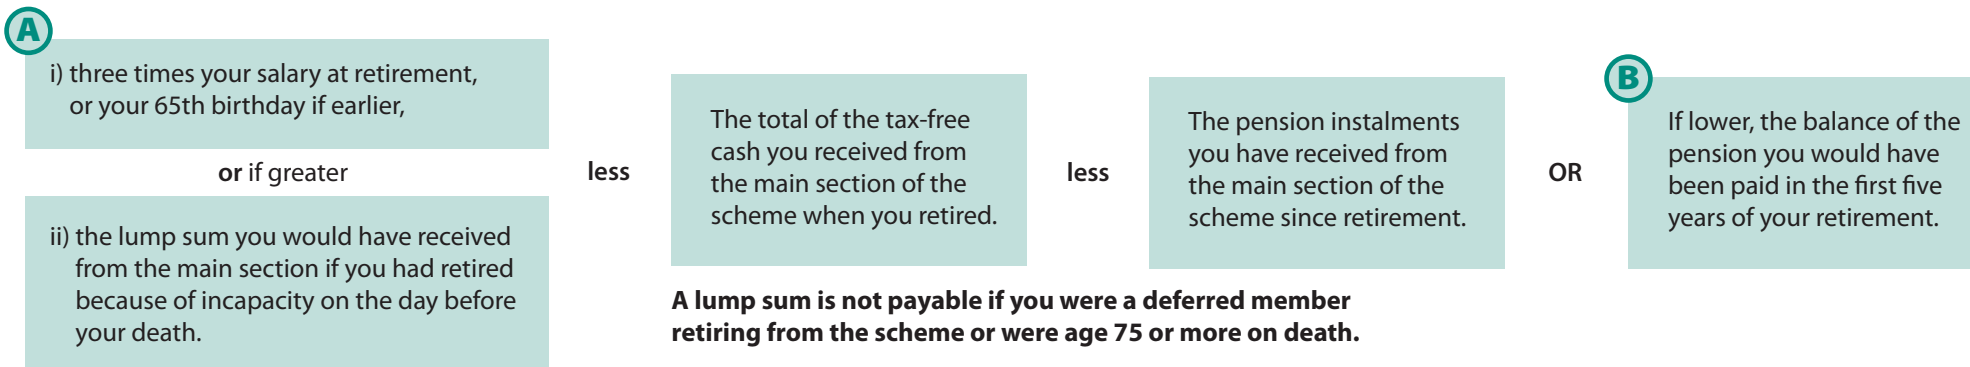 A
i) three times your salary at retirement,
or your 65th birthday if earlier,
or if greater
ii) the lump sum you would have received
from the main section if you had retired
because of incapacity on the day before
your death.
less
The total of the tax-free
cash you received from
the main section of the
scheme when you retired.
less
The pension instalments
you have received from
the main section of the
scheme since retirement.
OR
B
If lower, the balance of the
pension you would have
been paid in the first five
years of your retirement.
A lump sum is not payable if you were a deferred member
retiring from the scheme or were age 75 or more on death.